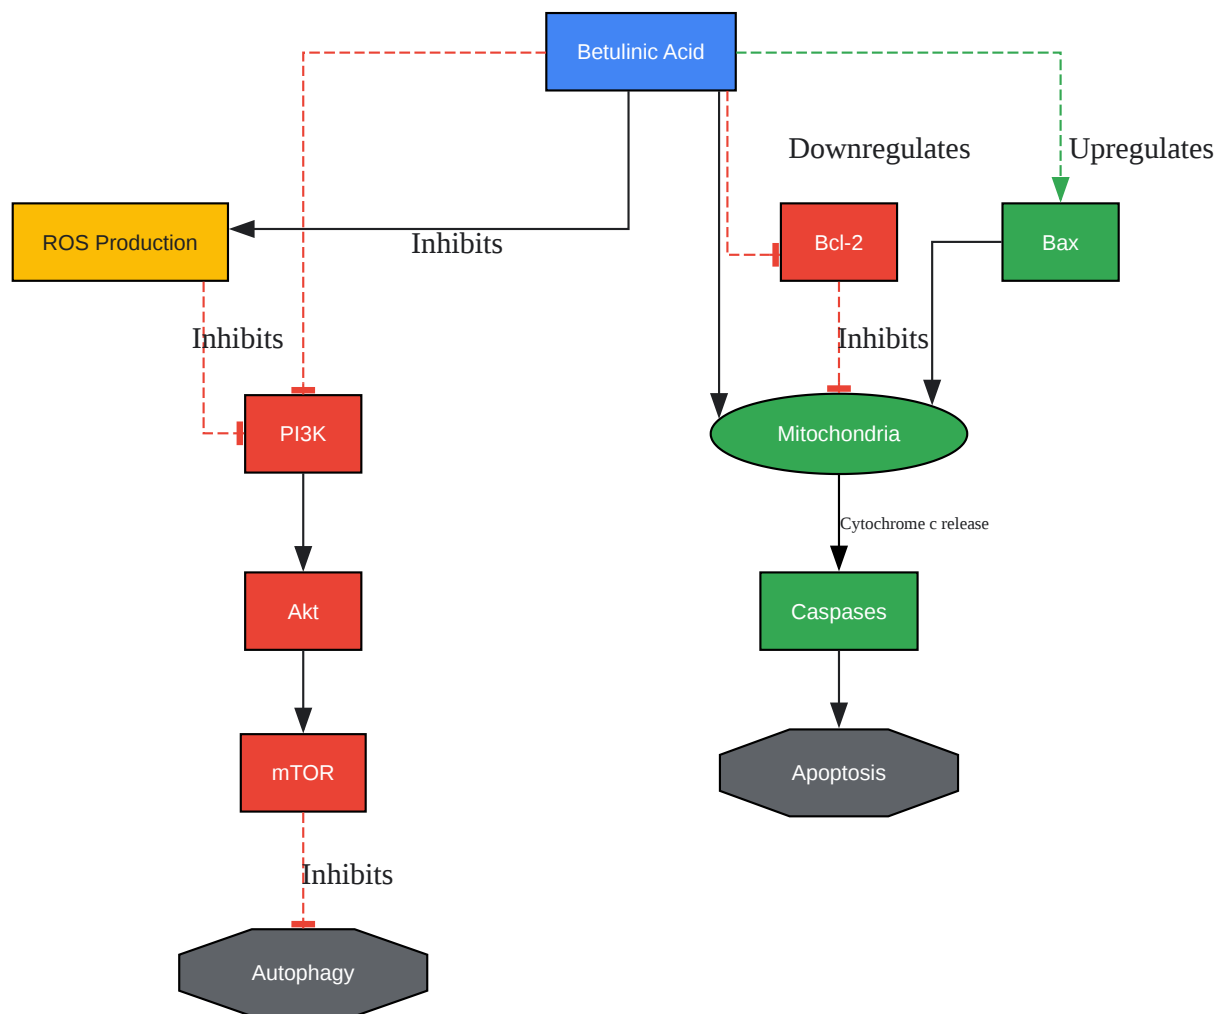 Betulinic Acid
Downregulates
Upregulates
ROS Production
Inhibits
Bcl-2
Bax
Inhibits
Inhibits
PI3K
Mitochondria
Cytochrome c release
Akt
Caspases
mTOR
Apoptosis
Inhibits
Autophagy